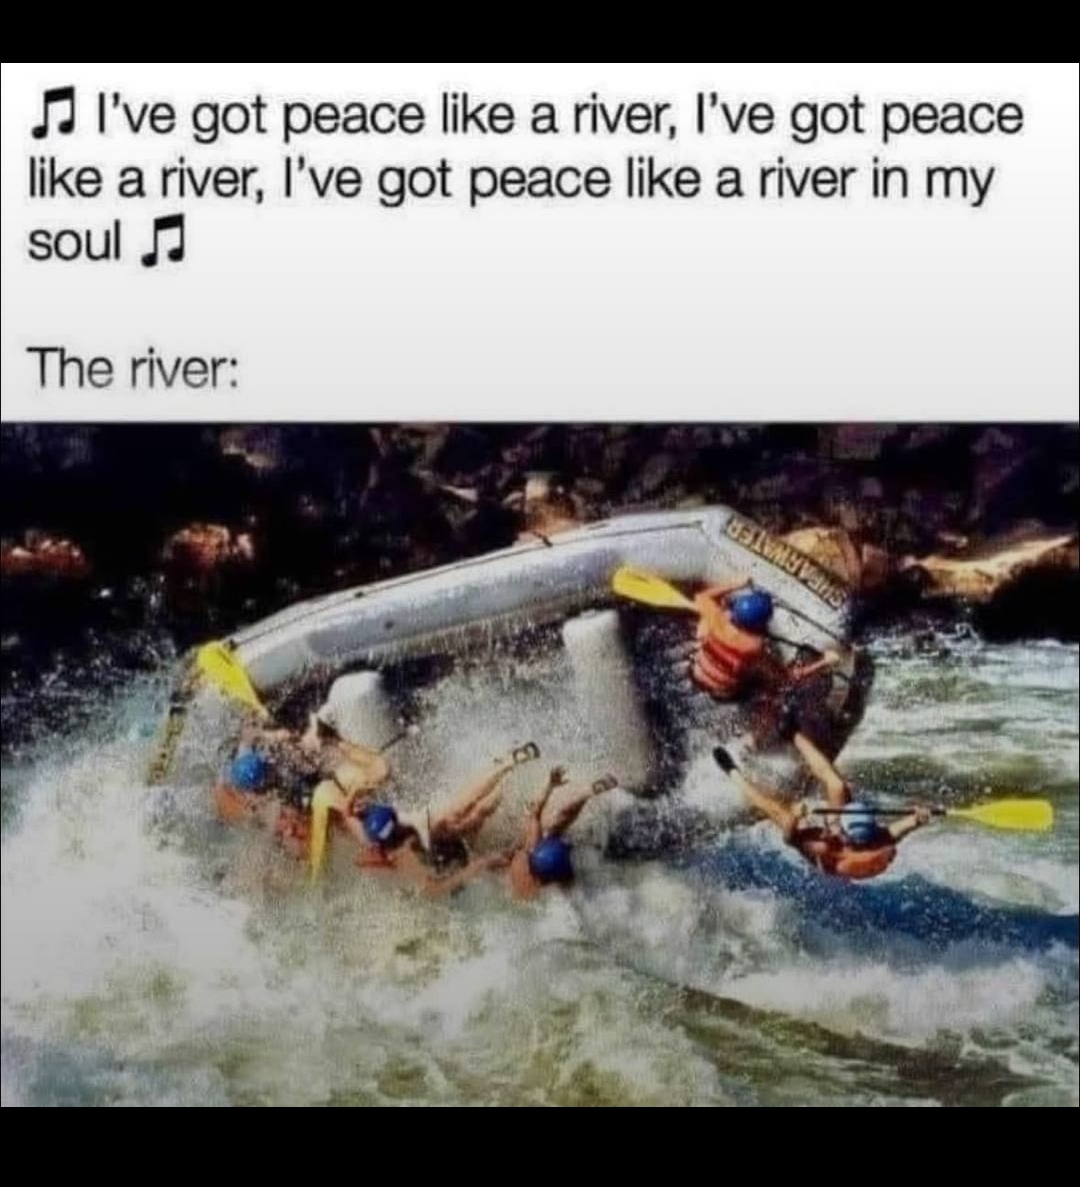 ♫ I've got peace like a river, I've got peace
like a river, I've got peace like a river in my
soul ♫
The river: